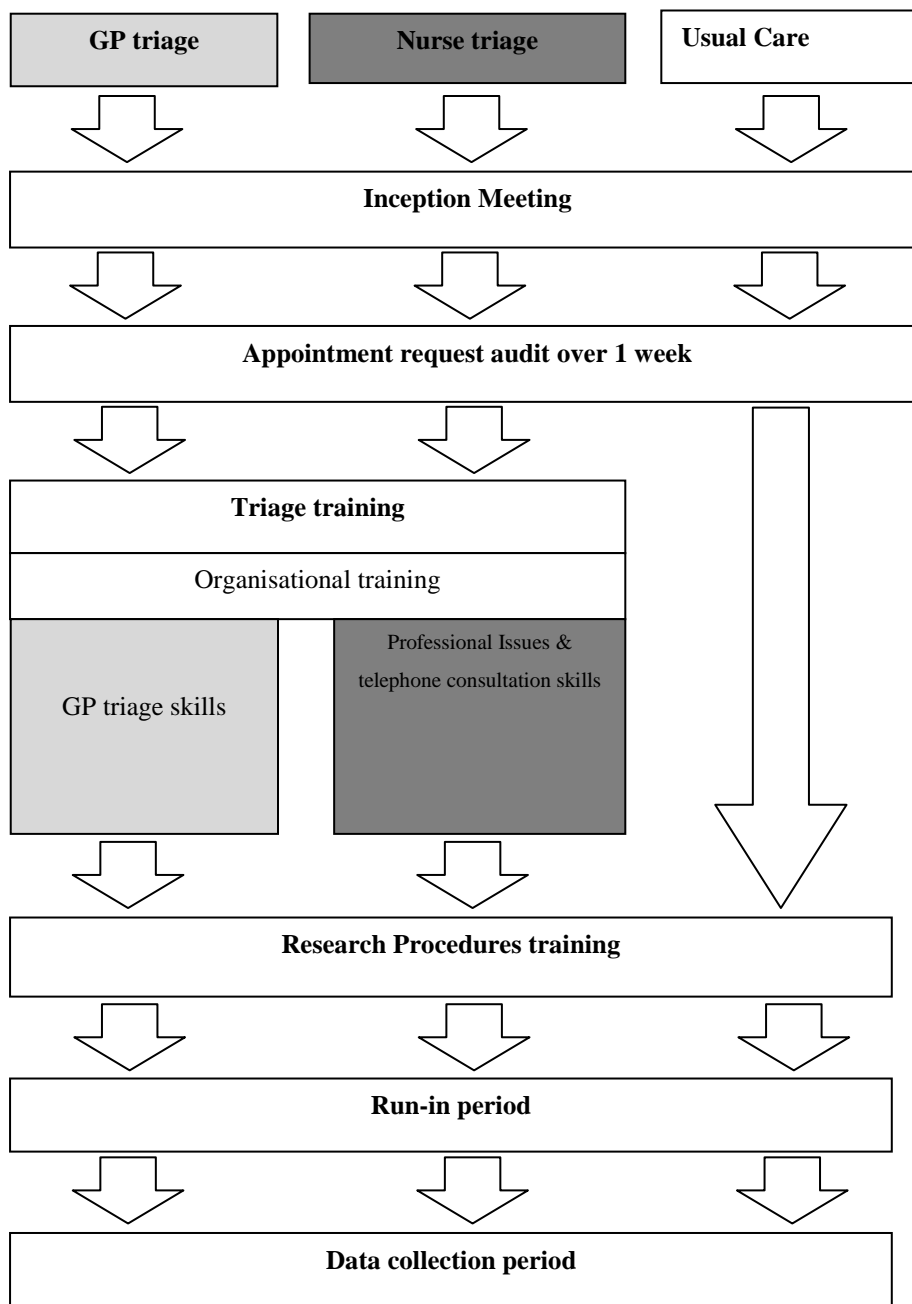 GP triage
Nurse triage
Usual Care
Inception Meeting
Appointment request audit over 1 week
Triage training
Organisational training
GP triage skills
Professional Issues &
telephone consultation skills
Research Procedures training
Run-in period
Data collection period